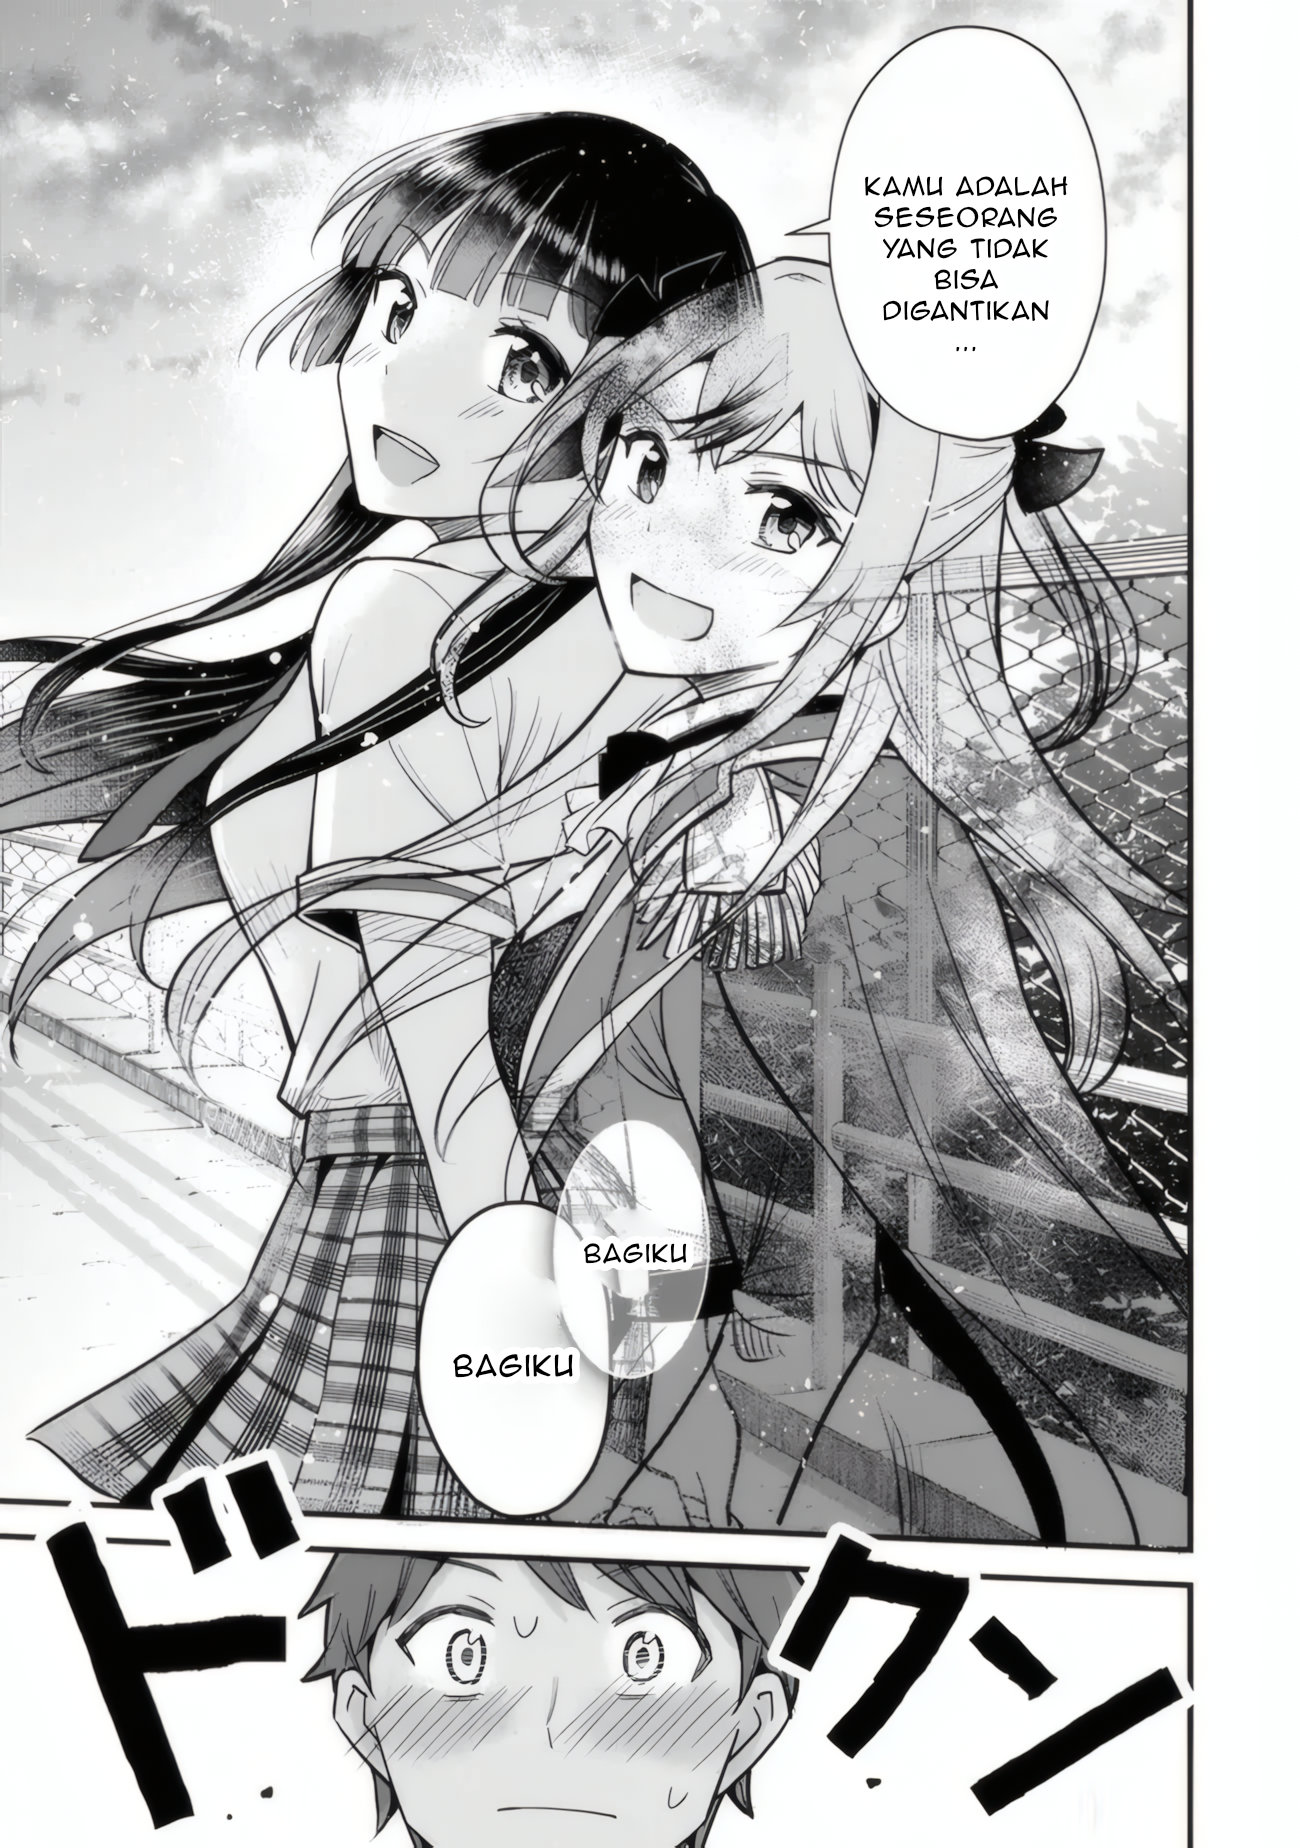 KAMU ADALAH
SESEORANG
YANG TIDAK
BISA
DIGANTIKAN
...
BAGIKU
BAGIKU
ドクン